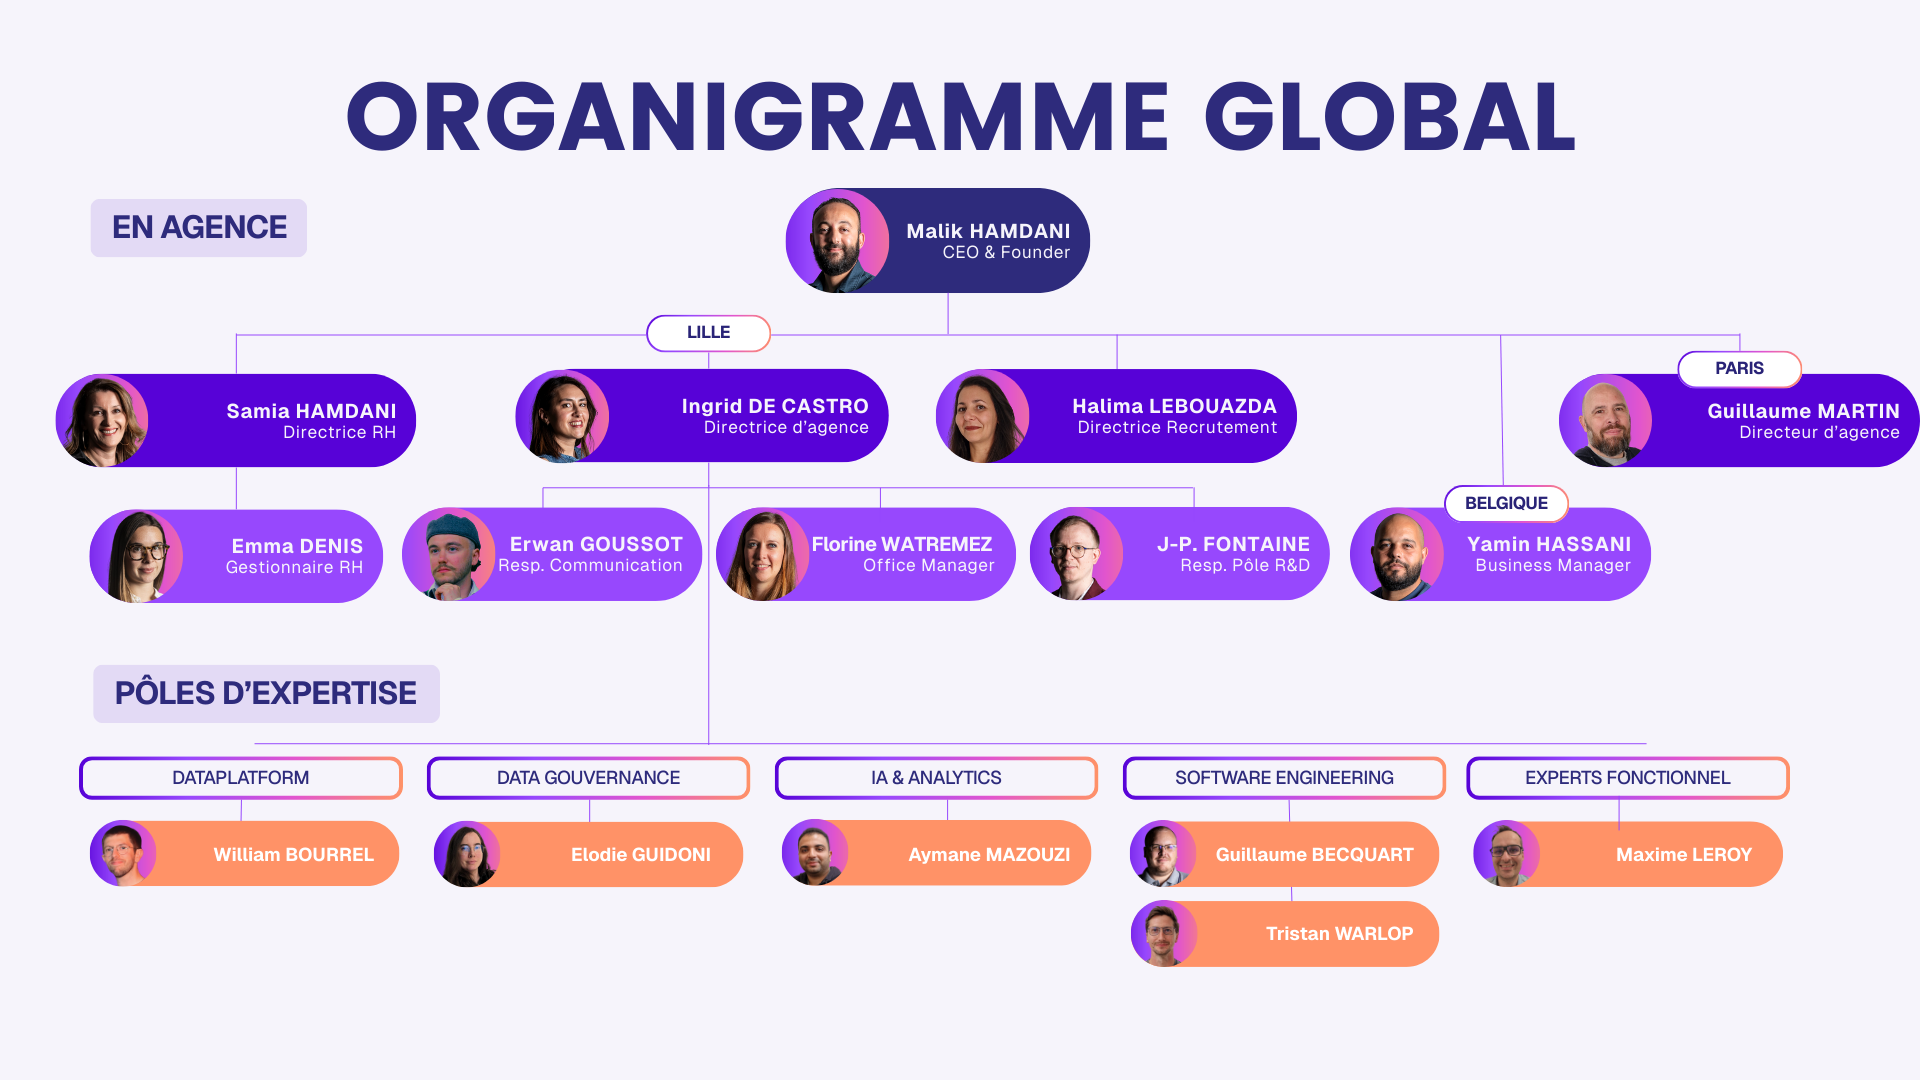 ORGANIGRAMME GLOBAL
EN AGENCE
Malik HAMDANI
CEO & Founder
LILLE
PARIS
Samia HAMDANI
Directrice RH
Ingrid DE CASTRO
Directrice d’agence
Halima LEBOUAZDA
Directrice Recrutement
Guillaume MARTIN
Directeur d’agence
BELGIQUE
Emma DENIS
Gestionnaire RH
Erwan GOUSSOT
Resp. Communication
Florine WATREMEZ
Office Manager
J-P. FONTAINE
Resp. Pôle R&D
Yamin HASSANI
Business Manager
PÔLES D’EXPERTISE
DATAPLATFORM
DATA GOUVERNANCE
IA & ANALYTICS
SOFTWARE ENGINEERING
EXPERTS FONCTIONNEL
William BOURREL
Elodie GUIDONI
Aymane MAZOUZI
Guillaume BECQUART
Maxime LEROY
Tristan WARLOP